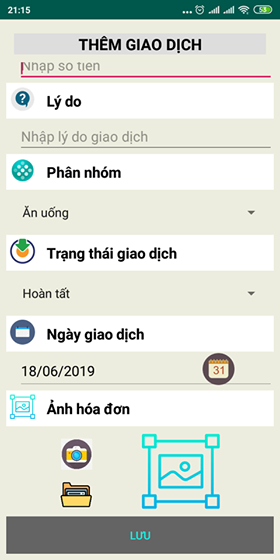 21:15
53
THÊM GIAO DỊCH
Nhập số tiền
Lý do
Nhập lý do giao dịch
Phân nhóm
Ăn uống
Trạng thái giao dịch
Hoàn tất
Ngày giao dịch
18/06/2019
31
Ảnh hóa đơn
LƯU